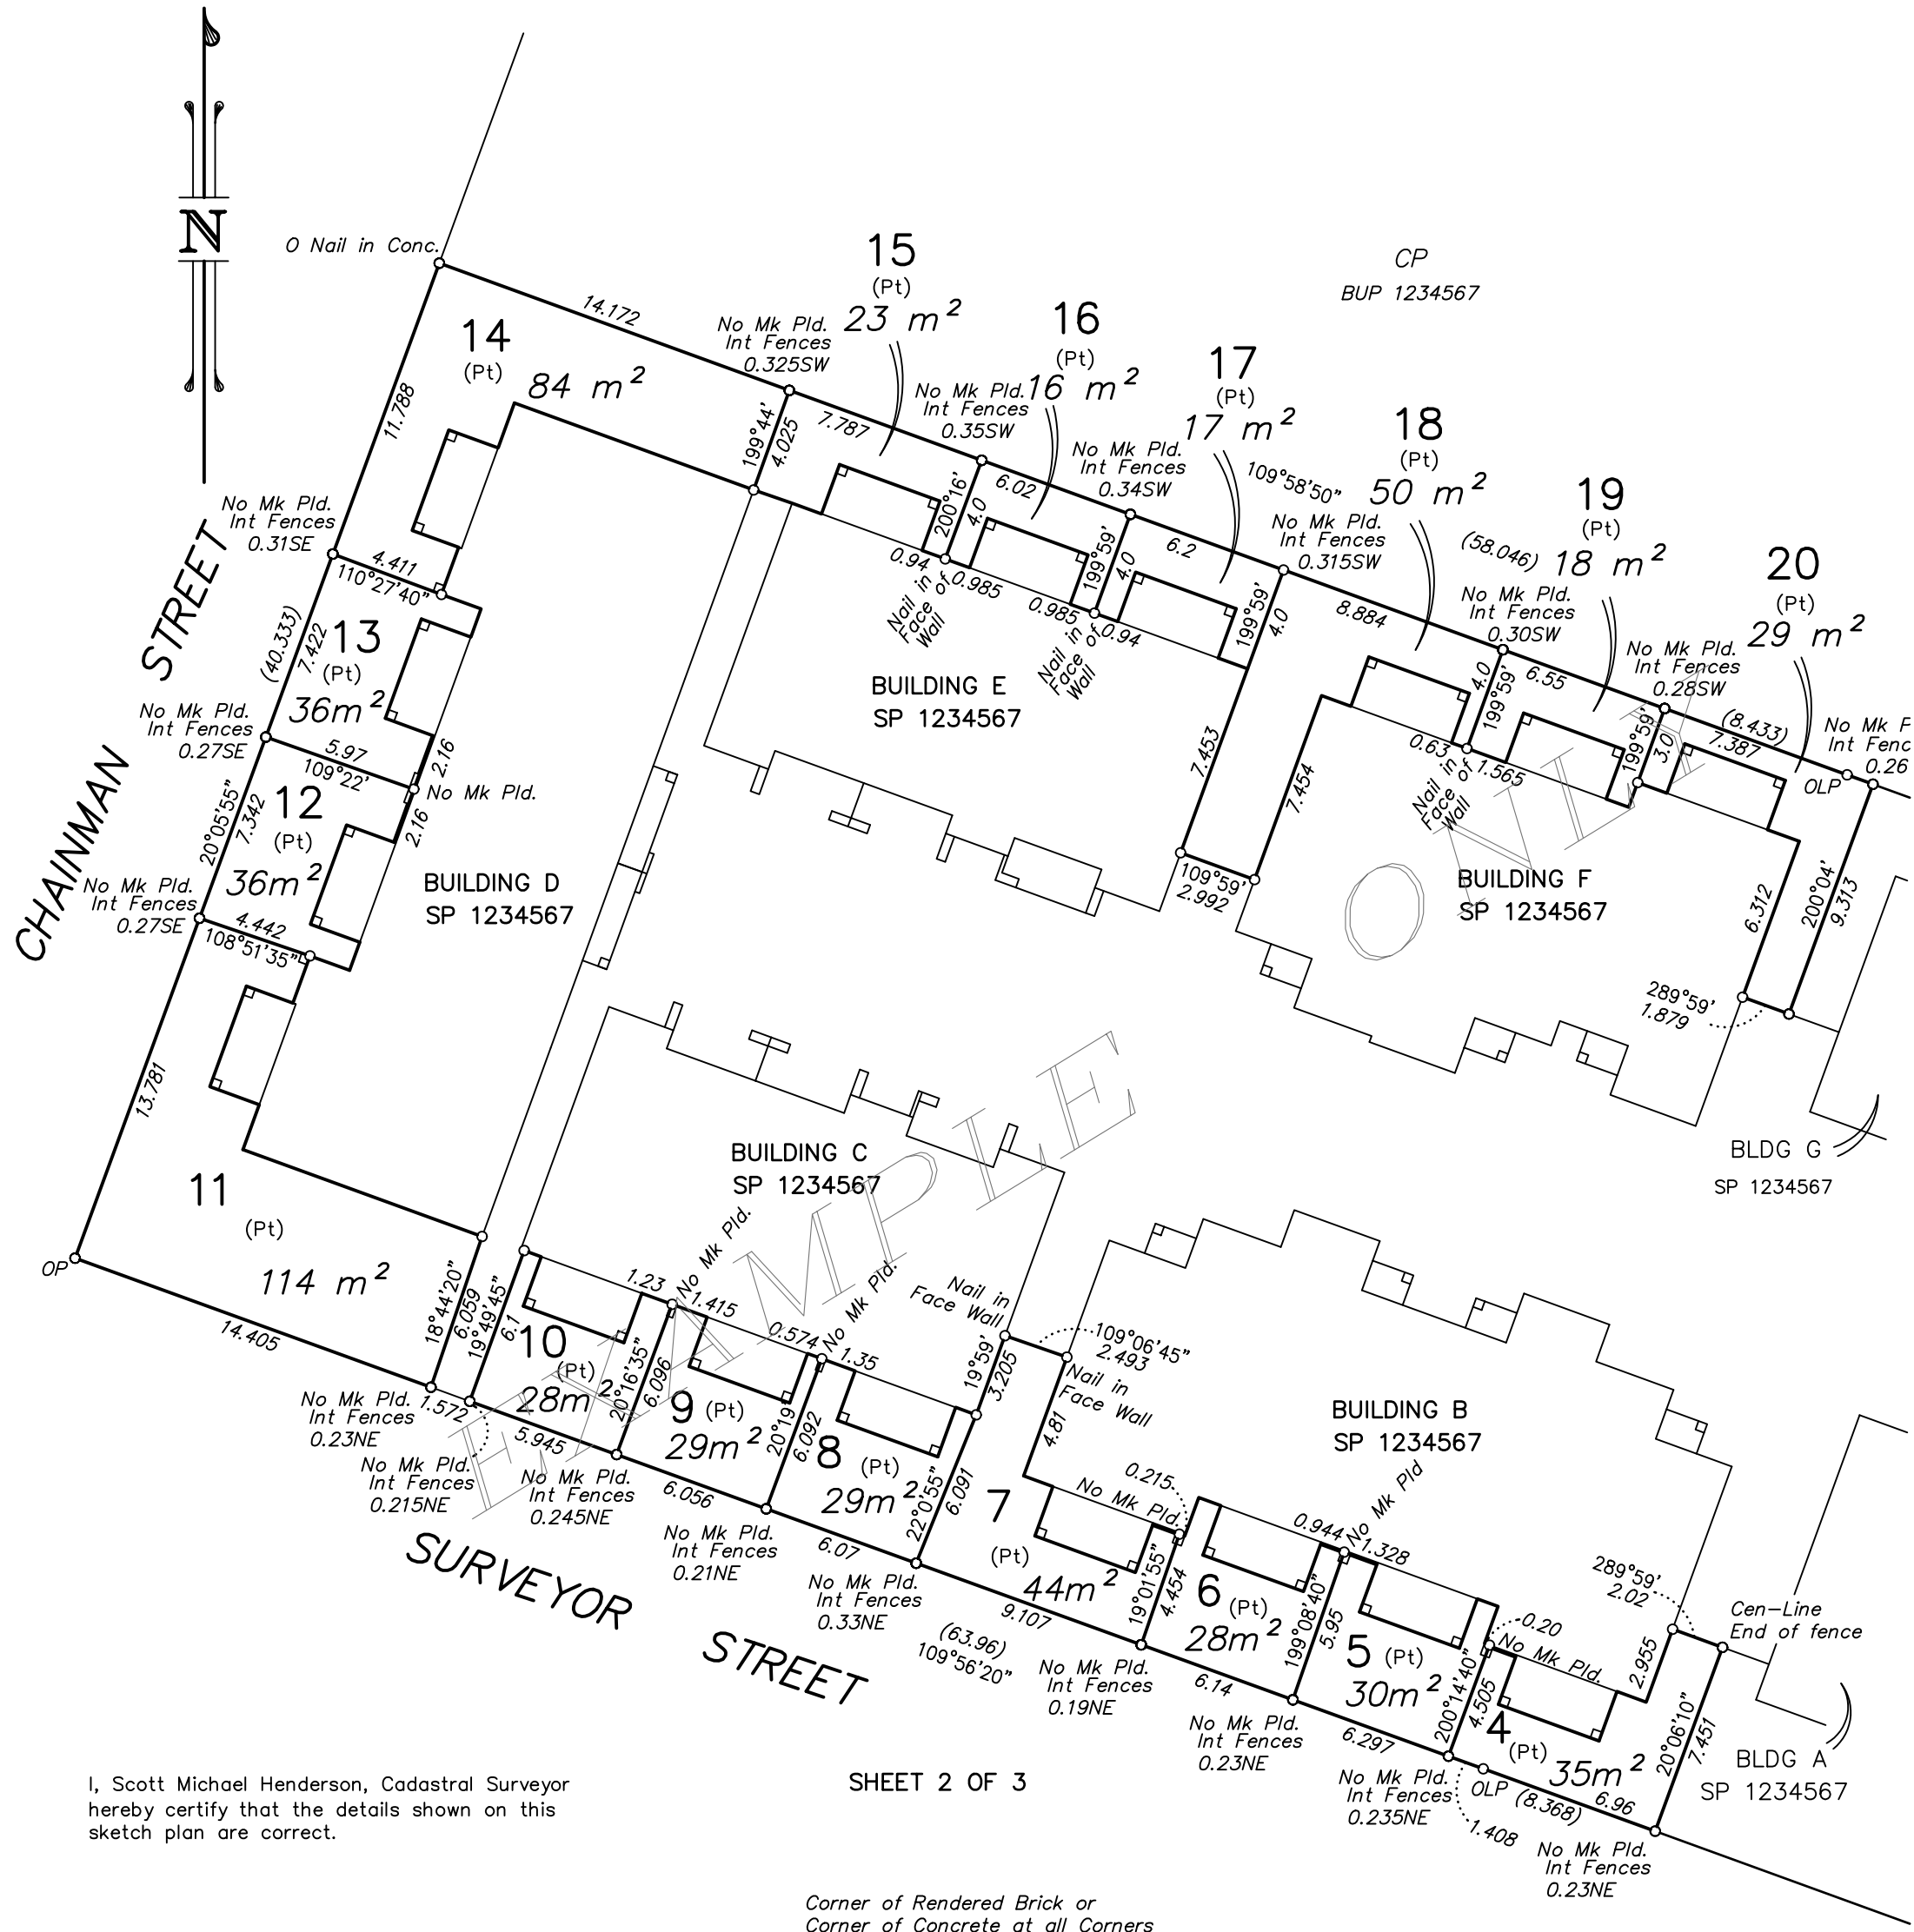 N
O Nail in Conc.
CP
BUP 1234567
14
(Pt)
84 m²
14.172
11.788
15
(Pt)
23 m²
No Mk Pld.
Int Fences
0.325SW
199°44'
4.025
7.787
16
(Pt)
16 m²
No Mk Pld.
Int Fences
0.35SW
200°16'
4.0
6.02
0.94
0.985
Nail in
Face of
Wall
17
(Pt)
17 m²
No Mk Pld.
Int Fences
0.34SW
199°59'
4.0
6.2
0.985
0.94
Nail in
Face of
Wall
109°58'50"
(58.046)
18
(Pt)
50 m²
No Mk Pld.
Int Fences
0.315SW
199°59'
4.0
8.884
7.453
7.454
109°59'
2.992
19
(Pt)
18 m²
No Mk Pld.
Int Fences
0.30SW
4.0
199°59'
6.55
0.63
1.565
Nail in
Face of
Wall
20
(Pt)
29 m²
No Mk Pld.
Int Fences
0.28SW
199°59'
3.0
(8.433)
7.387
OLP
No Mk P
Int Fenc
0.26
6.312
200°04'
9.313
289°59'
1.879
No Mk Pld.
Int Fences
0.31SE
4.411
110°27'40"
13
(Pt)
36m²
(40.333)
7.422
20°05'55"
CHAINMAN STREET
No Mk Pld.
Int Fences
0.27SE
5.97
109°22'
2.16
2.16
No Mk Pld.
12
(Pt)
36m²
7.342
No Mk Pld.
Int Fences
0.27SE
4.442
108°51'35"
13.781
BUILDING D
SP 1234567
BUILDING E
SP 1234567
BUILDING F
SP 1234567
BLDG G
SP 1234567
BUILDING C
SP 1234567
BUILDING B
SP 1234567
BLDG A
SP 1234567
EXAMPLE ONLY
11
(Pt)
114 m²
OP
14.405
18°44'20"
6.059
19°49'45"
6.1
No Mk Pld.
Int Fences
0.23NE
1.572
No Mk Pld.
Int Fences
0.215NE
10
(Pt)
28m²
5.945
1.23
No Mk Pld.
1.415
20°16'35"
6.096
No Mk Pld.
Int Fences
0.245NE
9 (Pt)
29m²
6.056
0.574
No Mk Pld.
1.35
20°19'
6.092
No Mk Pld.
Int Fences
0.21NE
8
(Pt)
29m²
6.07
22°0'55"
6.091
No Mk Pld.
Int Fences
0.33NE
Nail in
Face Wall
19°59'
3.205
109°06'45"
2.493
Nail in
Face Wall
4.81
7
(Pt)
44m²
9.107
(63.96)
109°56'20"
SURVEYOR STREET
0.215
No Mk Pld.
19°01'55"
4.454
No Mk Pld.
Int Fences
0.19NE
6 (Pt)
28m²
6.14
0.944
No Mk Pld
1.328
199°08'40"
5.95
No Mk Pld.
Int Fences
0.23NE
5 (Pt)
30m²
6.297
0.20
No Mk Pld.
200°14'40"
4.505
No Mk Pld.
Int Fences
0.235NE
4
(Pt)
35m²
289°59'
2.02
Cen-Line
End of fence
2.955
20°06'10"
7.451
OLP
(8.368)
6.96
1.408
No Mk Pld.
Int Fences
0.23NE
I, Scott Michael Henderson, Cadastral Surveyor
hereby certify that the details shown on this
sketch plan are correct.
SHEET 2 OF 3
Corner of Rendered Brick or
Corner of Concrete at all Corners